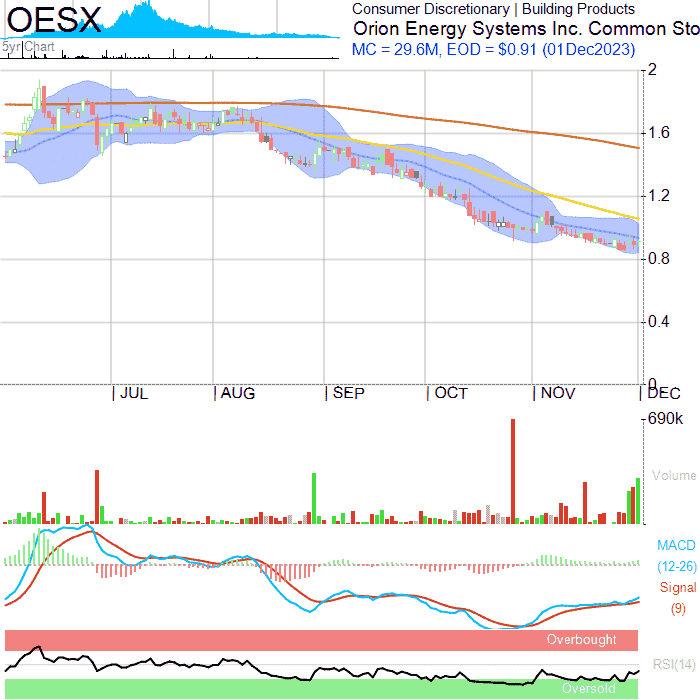 OESX
Consumer Discretionary | Building Products
Orion Energy Systems Inc. Common Sto
MC = 29.6M, EOD = $0.91 (01Dec2023)
5yr Chart
2
1.6
1.2
0.8
0.4
0
JUL AUG SEP OCT NOV DEC
690k
Volume
MACD
(12-26)
Signal
(9)
Overbought
RSI(14)
Oversold